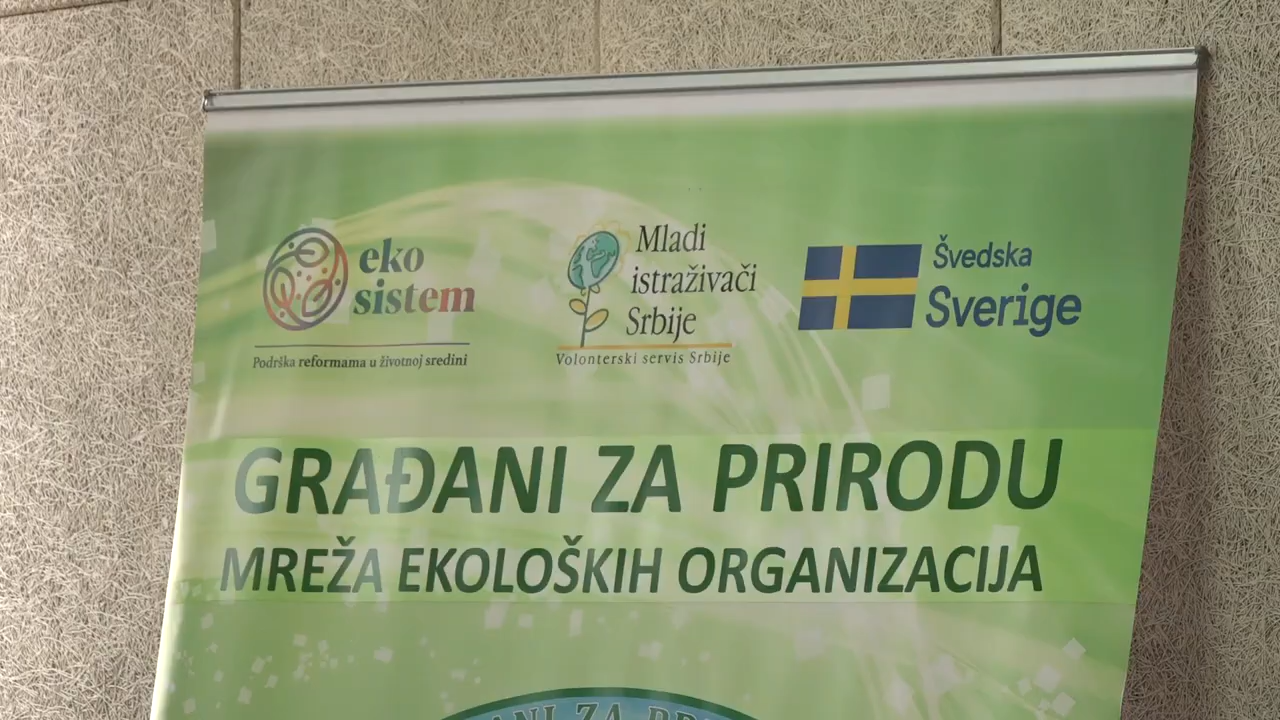 eko
sistem
Podrška reformama u životnoj sredini
Mladi
istraživači
Srbije
Volonterski servis Srbije
Švedska
Sverige
GRAĐANI ZA PRIRODU
MREŽA EKOLOŠKIH ORGANIZACIJA
ZA